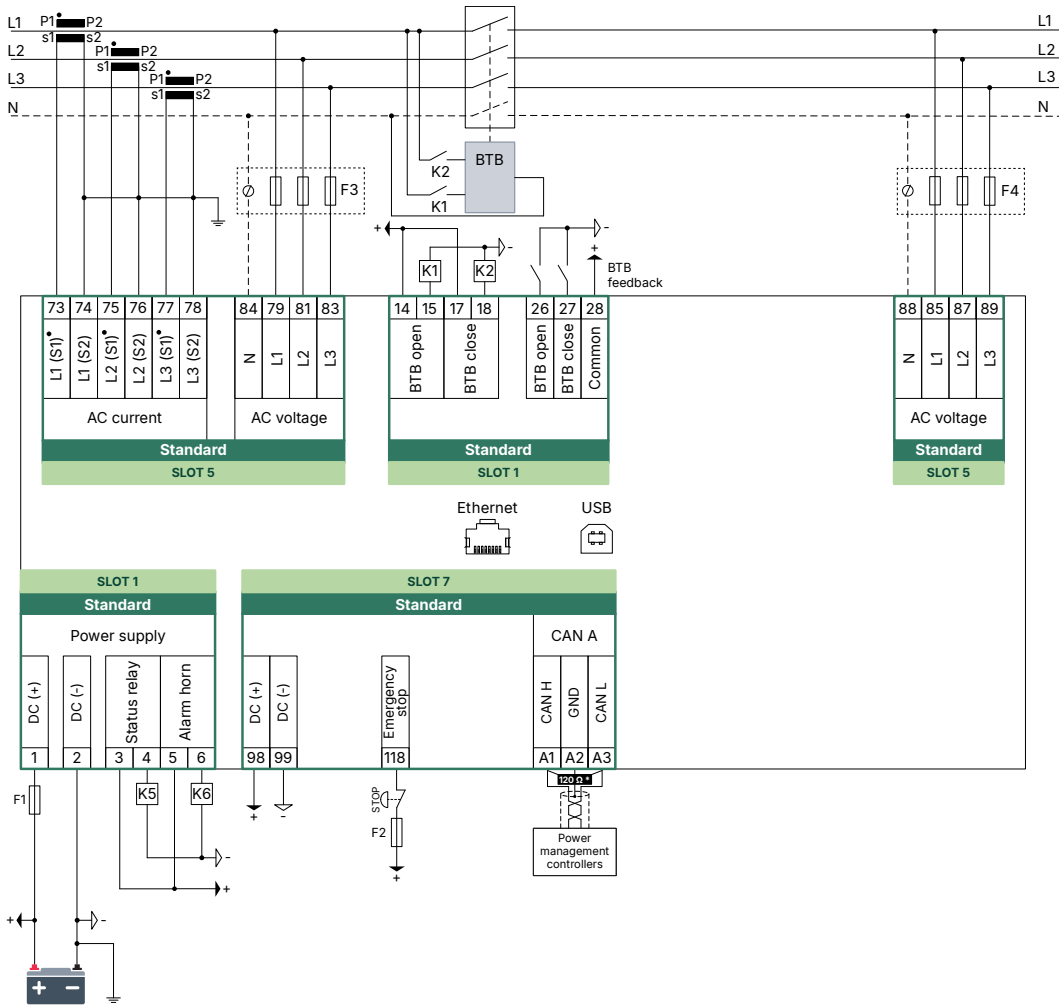 L1 P1 P2 L1
s1 s2
L2 P1 P2 L2
s1 s2
L3 P1 P2 L3
s1 s2
N N
BTB
K2
K1
F3
F4
+ - - +
K1 K2
BTB
feedback
73 74 75 76 77 78 84 79 81 83 14 15 17 18 26 27 28 88 85 87 89
L1 (S1)
L1 (S2)
L2 (S1)
L2 (S2)
L3 (S1)
L3 (S2)
N
L1
L2
L3
BTB open
BTB close
BTB open
BTB close
Common
N
L1
L2
L3
AC current AC voltage AC voltage
Standard Standard Standard
SLOT 5 SLOT 1 SLOT 5
Ethernet USB
SLOT 1 SLOT 7
Standard Standard
Power supply CAN A
DC (+)
DC (-)
Status relay
Alarm horn
DC (+)
DC (-)
Emergency
stop
CAN H
GND
CAN L
1 2 3 4 5 6 98 99 118 A1 A2 A3
120 Ω *
F1 K5 K6
+ -
STOP
F2
+
Power
management
controllers
-
+
+ -
+ −